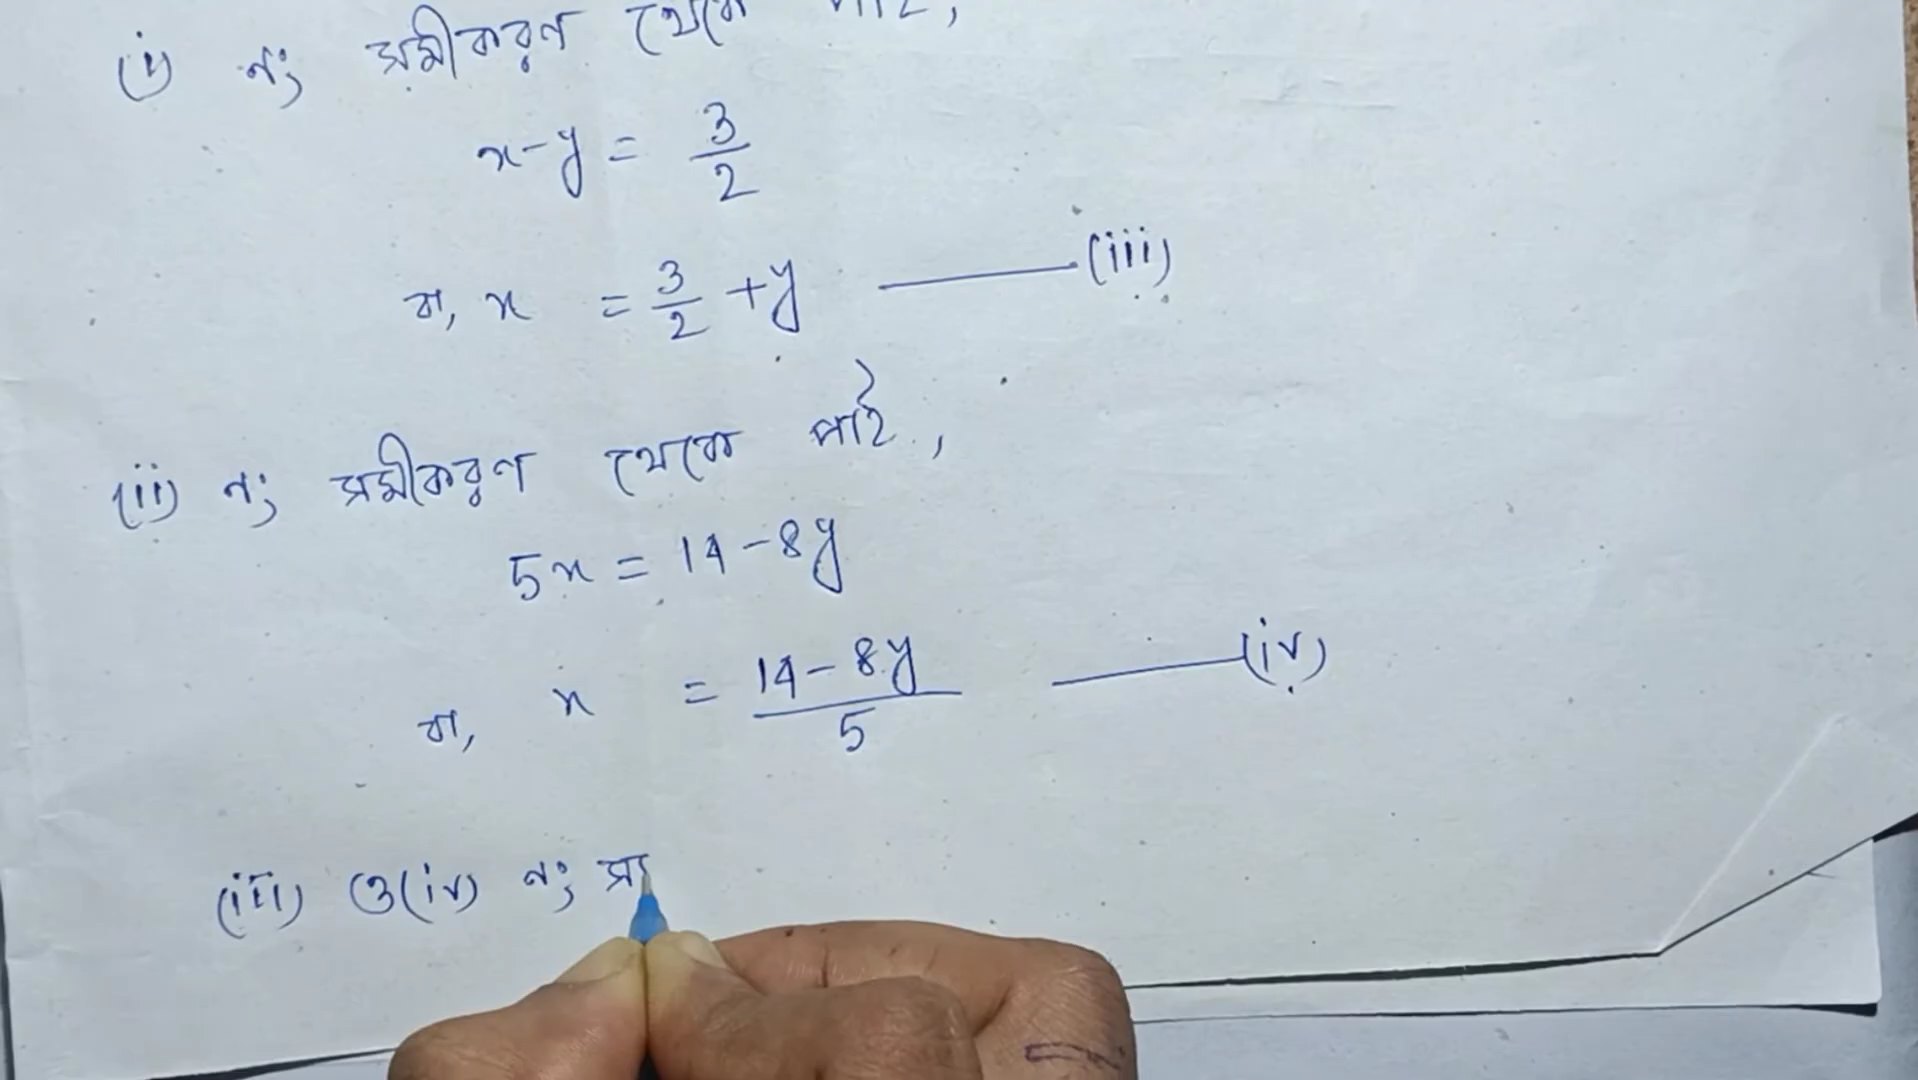 (i) নং সমীকরণ থেকে পাই,
x-y = 3/2
বা, x = 3/2 + y ——— (iii)
(ii) নং সমীকরণ থেকে পাই,
5x = 14-8y
বা, x = (14-8y)/5 ——— (iv)
(iii) ও (iv) নং স